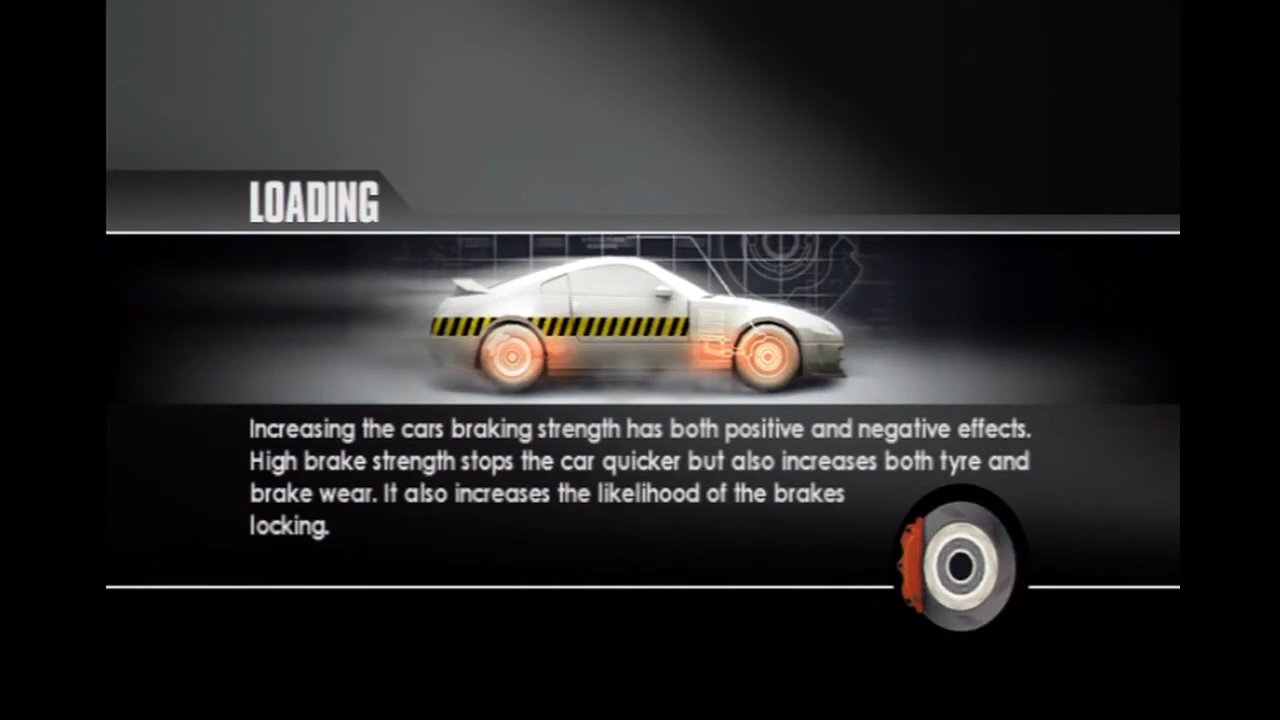 LOADING
Increasing the cars braking strength has both positive and negative effects.
High brake strength stops the car quicker but also increases both tyre and
brake wear. It also increases the likelihood of the brakes
locking.